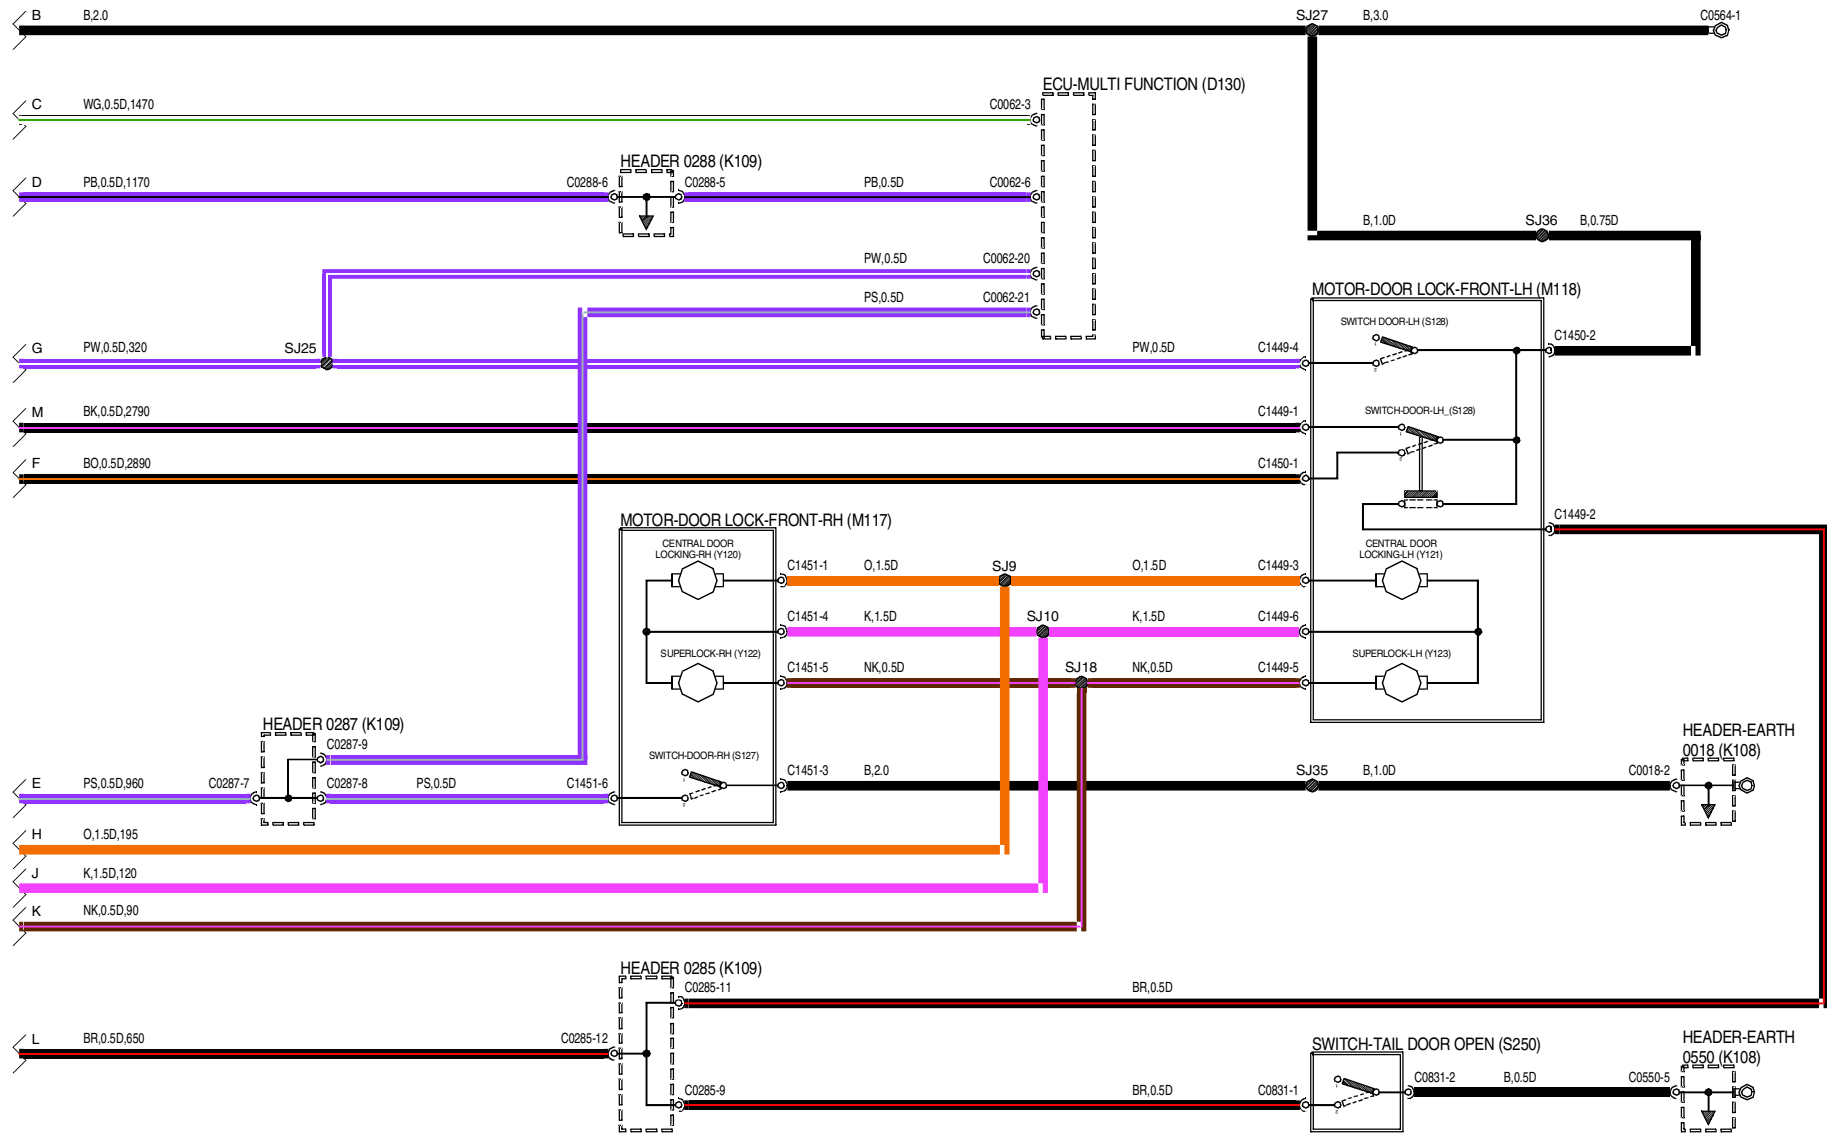 B B,2.0 SJ27 B,3.0 C0564-1
ECU-MULTI FUNCTION (D130)
C WG,0.5D,1470 C0062-3
HEADER 0288 (K109)
D PB,0.5D,1170 C0288-6 C0288-5 PB,0.5D C0062-6
B,1.0D SJ36 B,0.75D
PW,0.5D C0062-20
MOTOR-DOOR LOCK-FRONT-LH (M118)
PS,0.5D C0062-21
SWITCH DOOR-LH (S128)
C1450-2
G PW,0.5D,320 SJ25 PW,0.5D C1449-4
1
2
M BK,0.5D,2790 C1449-1 SWITCH-DOOR-LH_(S128)
1
2
F BO,0.5D,2890 C1450-1
C1449-2
MOTOR-DOOR LOCK-FRONT-RH (M117)
CENTRAL DOOR
LOCKING-RH (Y120)
CENTRAL DOOR
LOCKING-LH (Y121)
C1451-1 O,1.5D SJ9 O,1.5D C1449-3
C1451-4 K,1.5D SJ10 K,1.5D C1449-6
SUPERLOCK-RH (Y122) SUPERLOCK-LH (Y123)
C1451-5 NK,0.5D SJ18 NK,0.5D C1449-5
HEADER 0287 (K109)
HEADER-EARTH
0018 (K108)
C0287-9
SWITCH-DOOR-RH (S127)
C1451-3 B,2.0 SJ35 B,1.0D C0018-2
1
2
E PS,0.5D,960 C0287-7 C0287-8 PS,0.5D C1451-6
H O,1.5D,195
J K,1.5D,120
K NK,0.5D,90
HEADER 0285 (K109)
C0285-11 BR,0.5D
L BR,0.5D,650 C0285-12
SWITCH-TAIL DOOR OPEN (S250)
HEADER-EARTH
0550 (K108)
C0831-2 B,0.5D C0550-5
1
2
C0285-9 BR,0.5D C0831-1